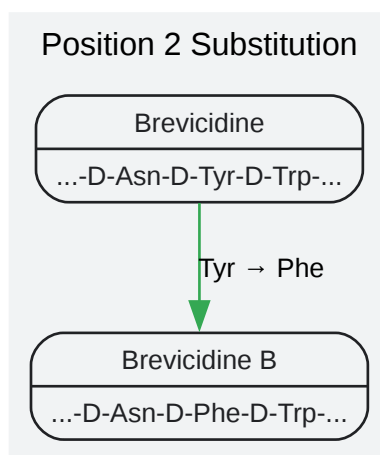 Position 2 Substitution
Brevicidine
...-D-Asn-D-Tyr-D-Trp-...
Tyr → Phe
Brevicidine B
...-D-Asn-D-Phe-D-Trp-...